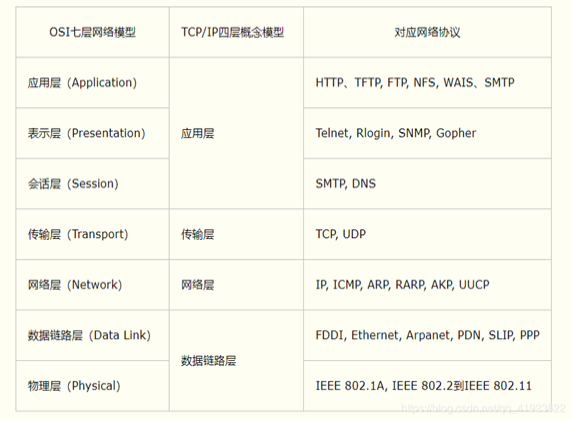 OSI七层网络模型 TCP/IP四层概念模型 对应网络协议
应用层 (Application) HTTP、TFTP, FTP, NFS, WAIS、SMTP
表示层 (Presentation) 应用层 Telnet, Rlogin, SNMP, Gopher
会话层 (Session) SMTP, DNS
传输层 (Transport) 传输层 TCP, UDP
网络层 (Network) 网络层 IP, ICMP, ARP, RARP, AKP, UUCP
数据链路层 (Data Link) FDDI, Ethernet, Arpanet, PDN, SLIP, PPP
数据链路层
物理层 (Physical) IEEE 802.1A, IEEE 802.2到IEEE 802.11